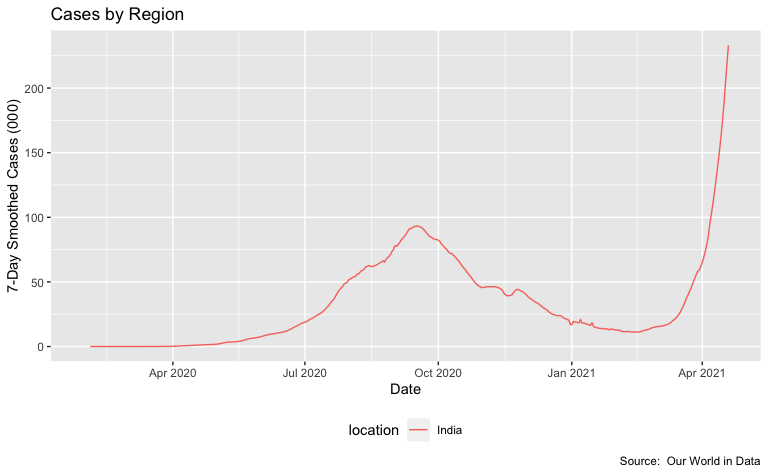 Cases by Region
7-Day Smoothed Cases (000)
200
150
100
50
0
Apr 2020
Jul 2020
Oct 2020
Jan 2021
Apr 2021
Date
location
India
Source:  Our World in Data